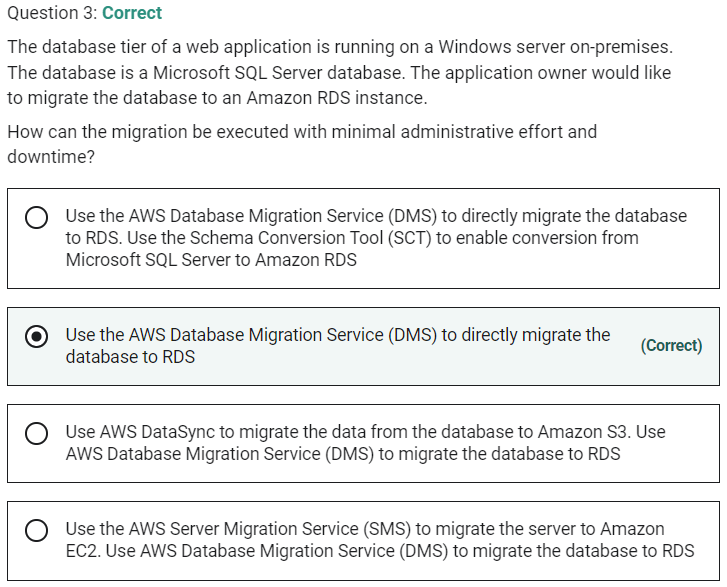 Question 3: Correct
The database tier of a web application is running on a Windows server on-premises.
The database is a Microsoft SQL Server database. The application owner would like
to migrate the database to an Amazon RDS instance.
How can the migration be executed with minimal administrative effort and
downtime?
Use the AWS Database Migration Service (DMS) to directly migrate the database
to RDS. Use the Schema Conversion Tool (SCT) to enable conversion from
Microsoft SQL Server to Amazon RDS
Use the AWS Database Migration Service (DMS) to directly migrate the
database to RDS
(Correct)
Use AWS DataSync to migrate the data from the database to Amazon S3. Use
AWS Database Migration Service (DMS) to migrate the database to RDS
Use the AWS Server Migration Service (SMS) to migrate the server to Amazon
EC2. Use AWS Database Migration Service (DMS) to migrate the database to RDS